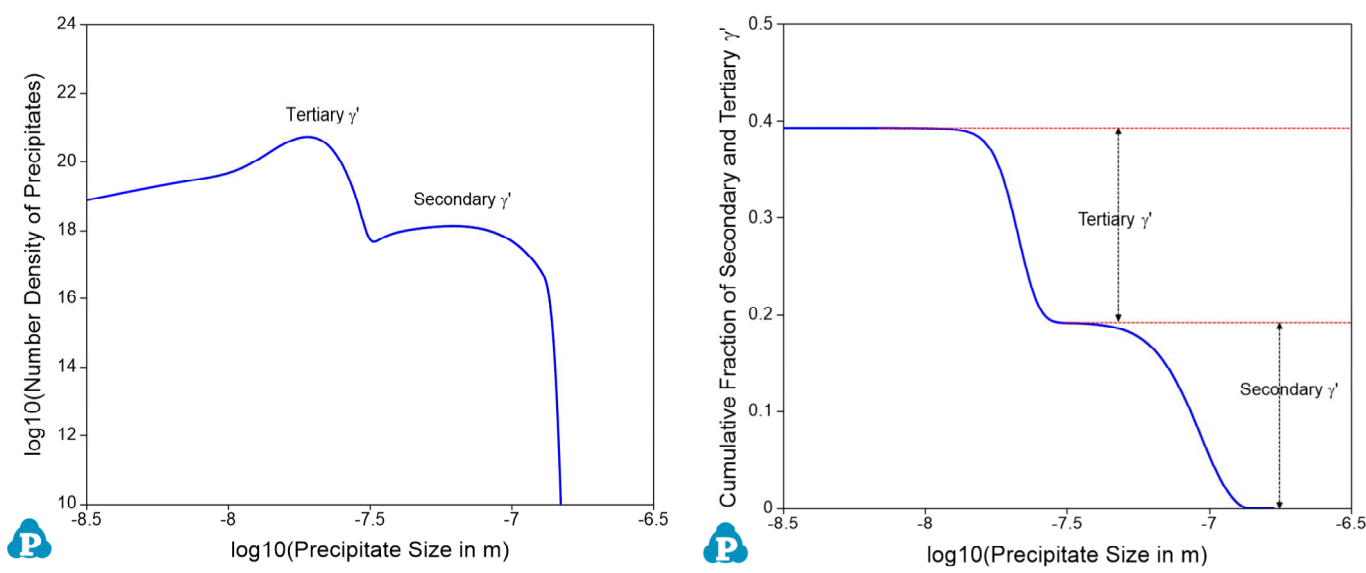 log10(Number Density of Precipitates)
24
22
20
18
16
14
12
10
Tertiary γ'
Secondary γ'
-8.5
-8
-7.5
-7
-6.5
log10(Precipitate Size in m)
P
Cumulative Fraction of Secondary and Tertiary γ'
0.5
0.4
0.3
0.2
0.1
0
Tertiary γ'
Secondary γ'
-8.5
-8
-7.5
-7
-6.5
log10(Precipitate Size in m)
P